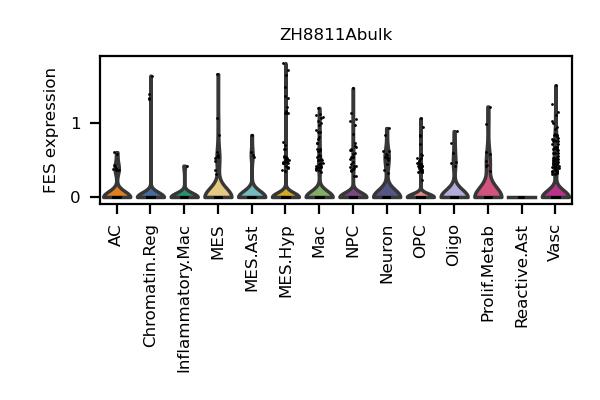 ZH8811Abulk
FES expression
1
0
AC
Chromatin.Reg
Inflammatory.Mac
MES
MES.Ast
MES.Hyp
Mac
NPC
Neuron
OPC
Oligo
Prolif.Metab
Reactive.Ast
Vasc